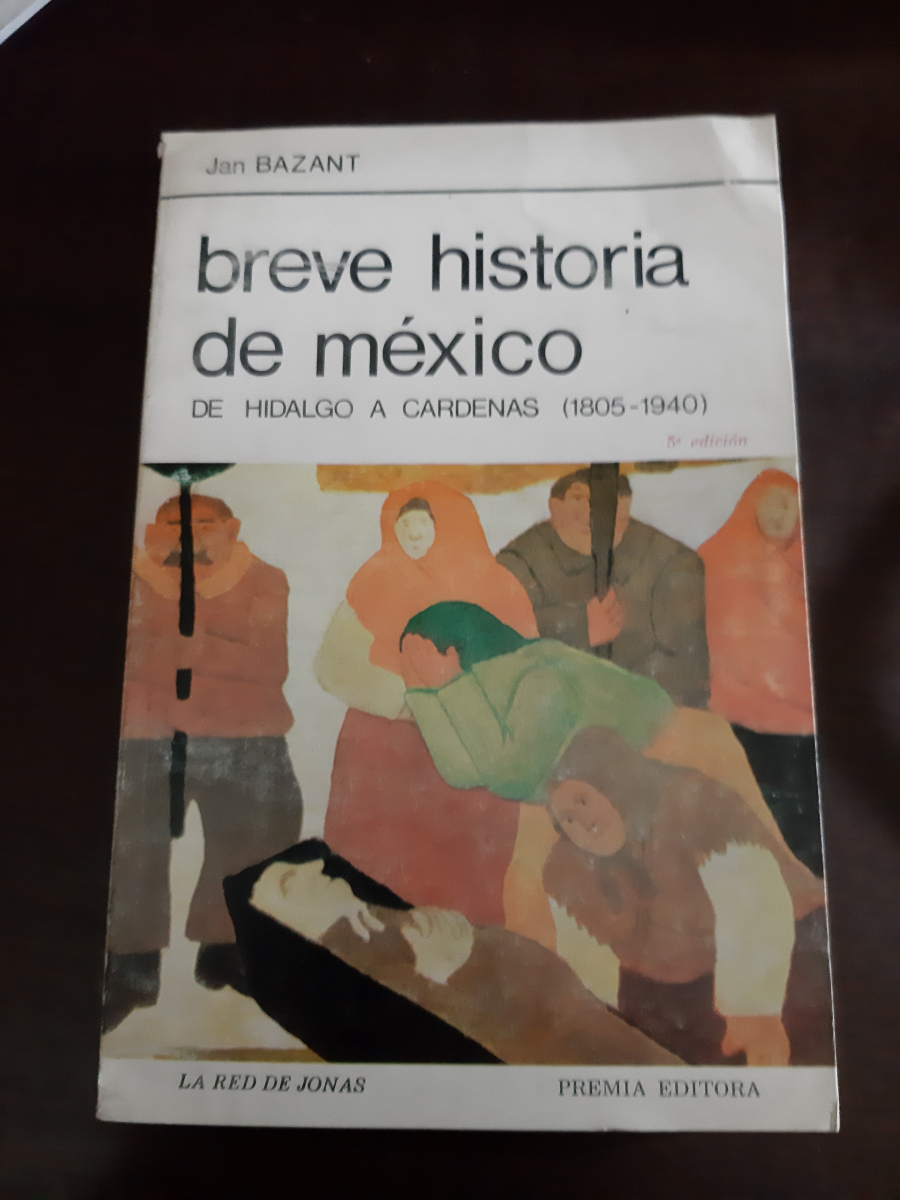 Jan BAZANT
breve historia
de méxico
DE HIDALGO A CARDENAS (1805-1940)
5ª edición
LA RED DE JONAS PREMIA EDITORA